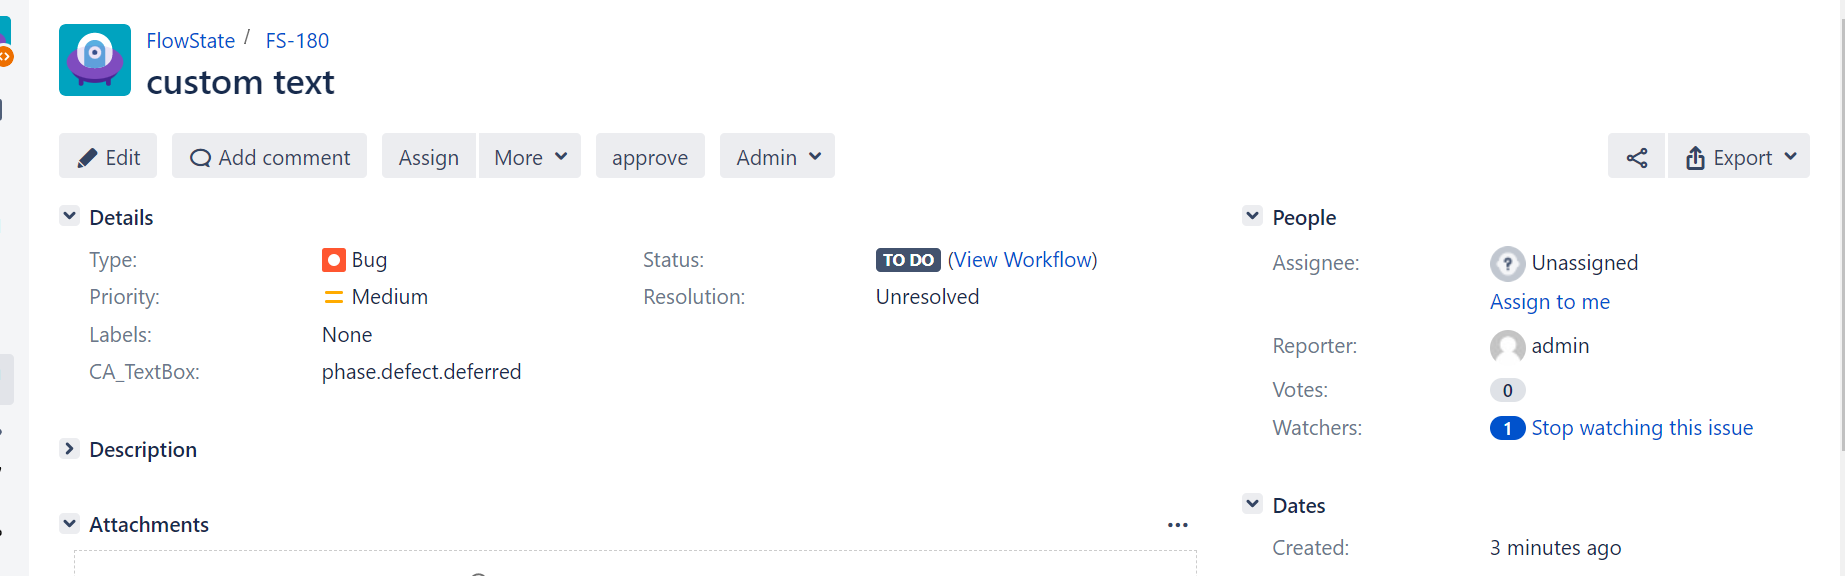 FlowState / FS-180
custom text
Edit Add comment Assign More approve Admin Export
Details
Type: Bug Status: TO DO (View Workflow)
Priority: Medium Resolution: Unresolved
Labels: None
CA_TextBox: phase.defect.deferred
Description
Attachments
People
Assignee: Unassigned
Assign to me
Reporter: admin
Votes: 0
Watchers: 1 Stop watching this issue
Dates
Created: 3 minutes ago